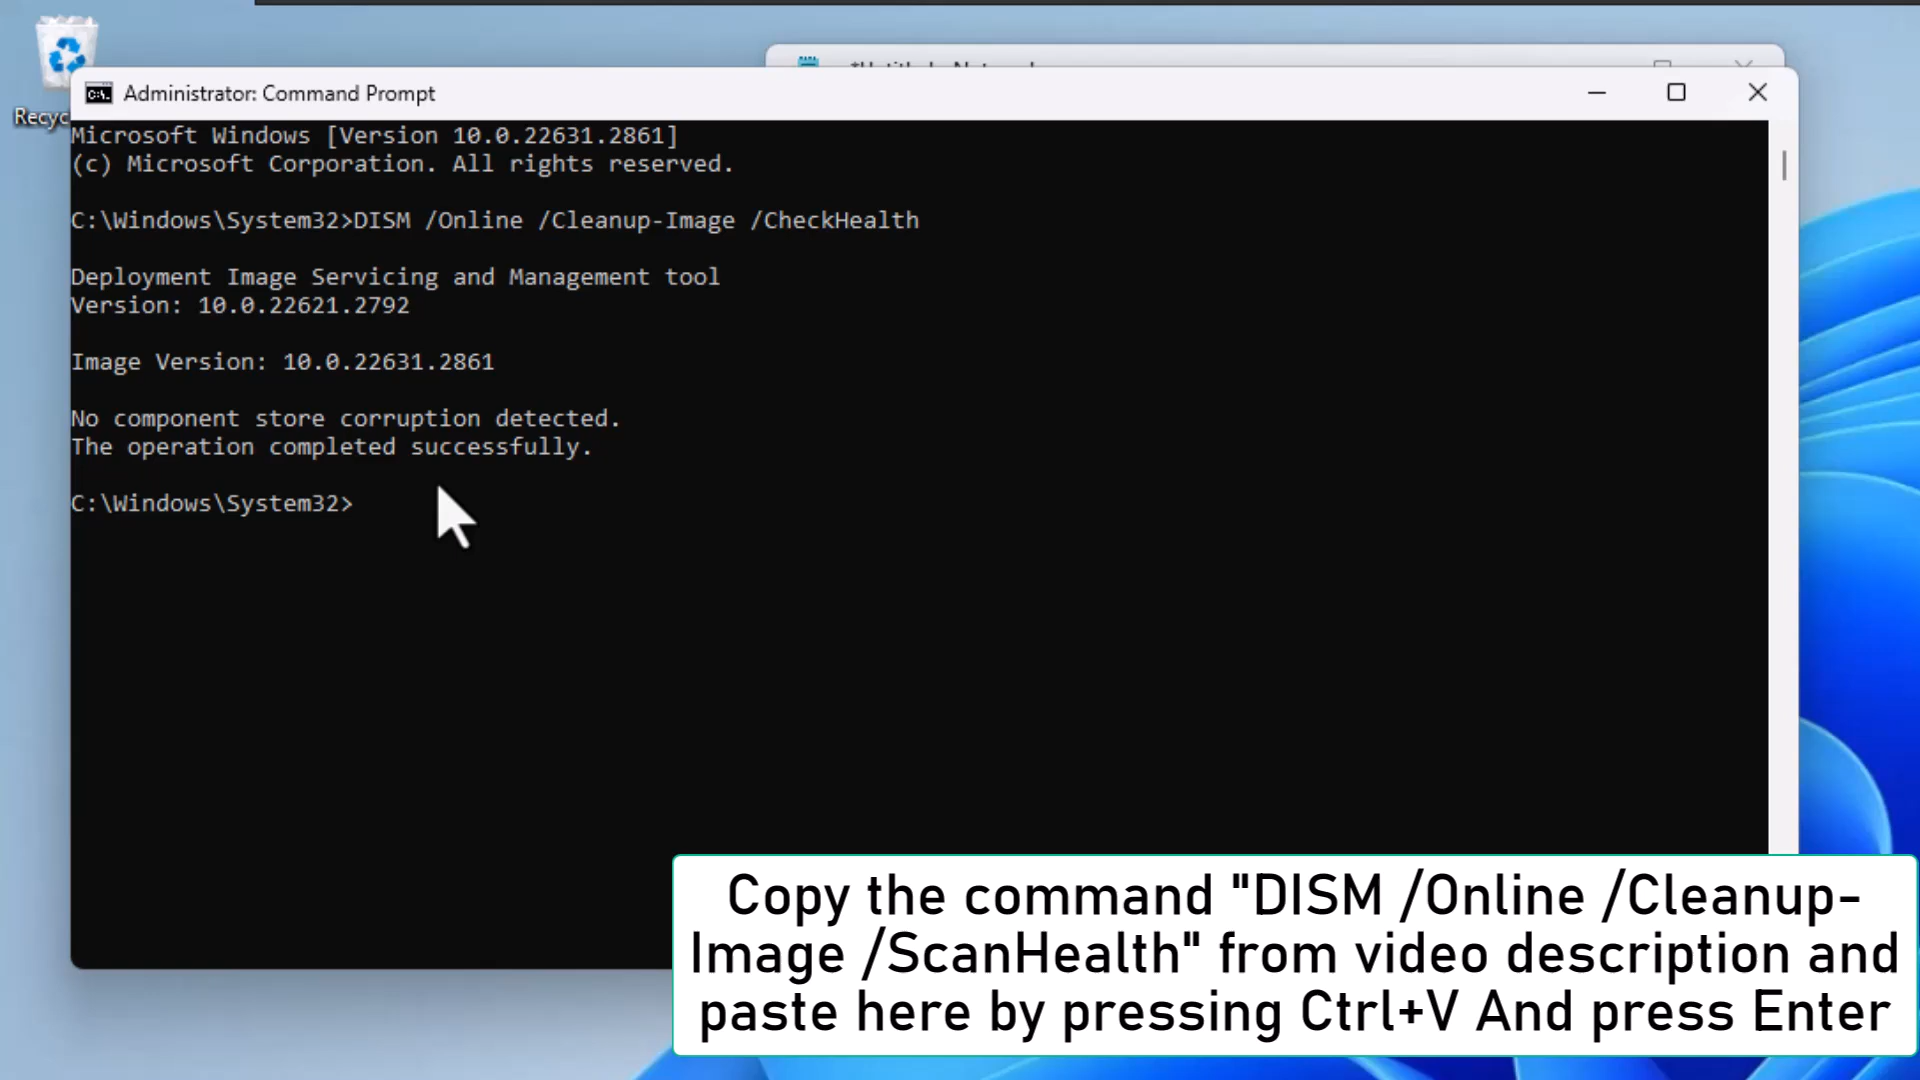 Recyc
Administrator: Command Prompt
Microsoft Windows [Version 10.0.22631.2861]
(c) Microsoft Corporation. All rights reserved.
C:\Windows\System32>DISM /Online /Cleanup-Image /CheckHealth
Deployment Image Servicing and Management tool
Version: 10.0.22621.2792
Image Version: 10.0.22631.2861
No component store corruption detected.
The operation completed successfully.
C:\Windows\System32>
Copy the command "DISM /Online /Cleanup-
Image /ScanHealth" from video description and
paste here by pressing Ctrl+V And press Enter